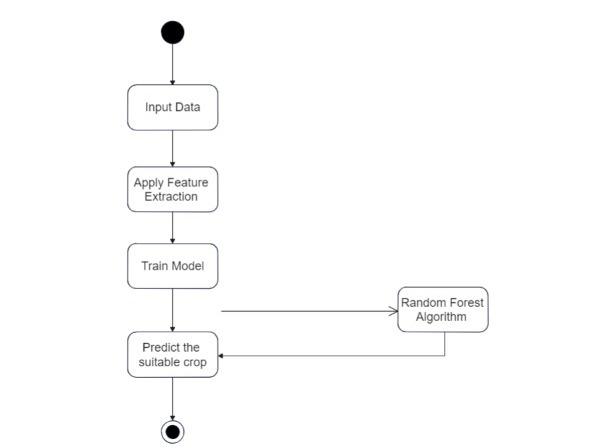 Input Data
Apply Feature
Extraction
Train Model
Random Forest
Algorithm
Predict the
suitable crop